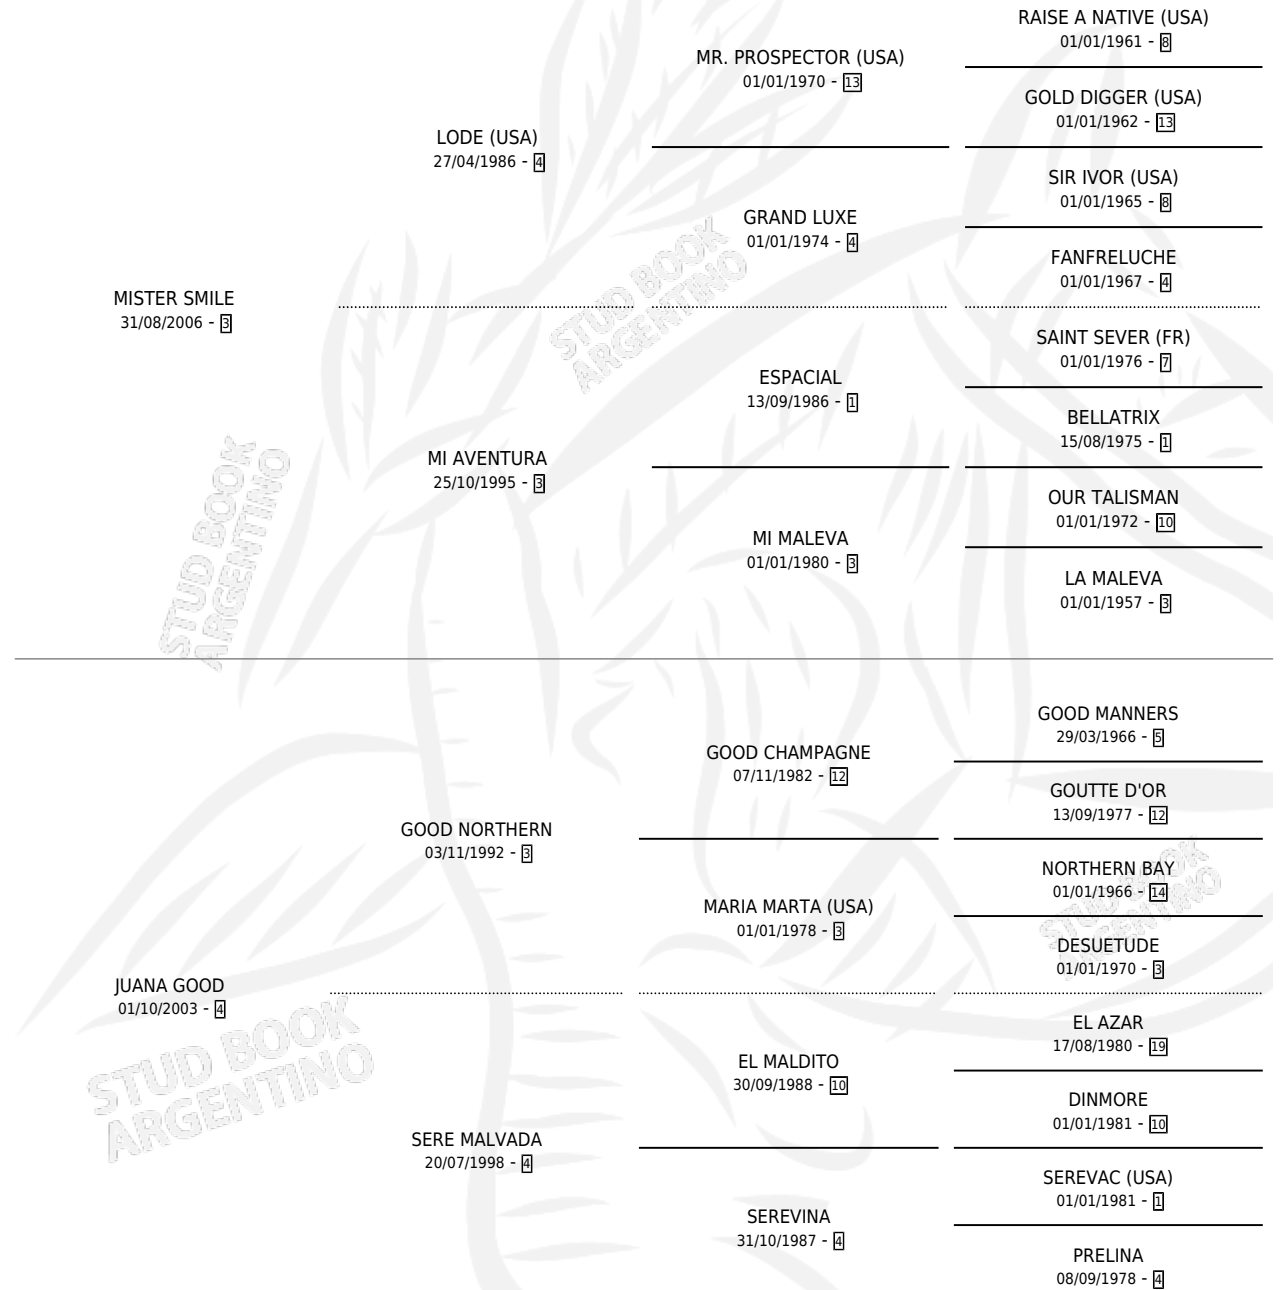 RAISE A NATIVE (USA)
01/01/1961 - 8
MR. PROSPECTOR (USA)
01/01/1970 - 13
GOLD DIGGER (USA)
01/01/1962 - 13
LODE (USA)
27/04/1986 - 4
SIR IVOR (USA)
01/01/1965 - 8
GRAND LUXE
01/01/1974 - 4
FANFRELUCHE
01/01/1967 - 4
MISTER SMILE
31/08/2006 - 3
STUD BOOK
ARGENTINO
SAINT SEVER (FR)
01/01/1976 - 7
ESPACIAL
13/09/1986 - 1
BELLATRIX
15/08/1975 - 1
MI AVENTURA
25/10/1995 - 3
OUR TALISMAN
01/01/1972 - 10
MI MALEVA
01/01/1980 - 3
LA MALEVA
01/01/1957 - 3
STUD BOOK
ARGENTINO
GOOD MANNERS
29/03/1966 - 5
GOOD CHAMPAGNE
07/11/1982 - 12
GOUTTE D'OR
13/09/1977 - 12
GOOD NORTHERN
03/11/1992 - 3
NORTHERN BAY
01/01/1966 - 14
STUD BOOK
ARGENTINO
MARIA MARTA (USA)
01/01/1978 - 3
DESUETUDE
01/01/1970 - 3
JUANA GOOD
01/10/2003 - 4
STUD BOOK
ARGENTINO
EL AZAR
17/08/1980 - 19
EL MALDITO
30/09/1988 - 10
DINMORE
01/01/1981 - 10
SERE MALVADA
20/07/1998 - 4
SEREVAC (USA)
01/01/1981 - 1
SEREVINA
31/10/1987 - 4
PRELINA
08/09/1978 - 4